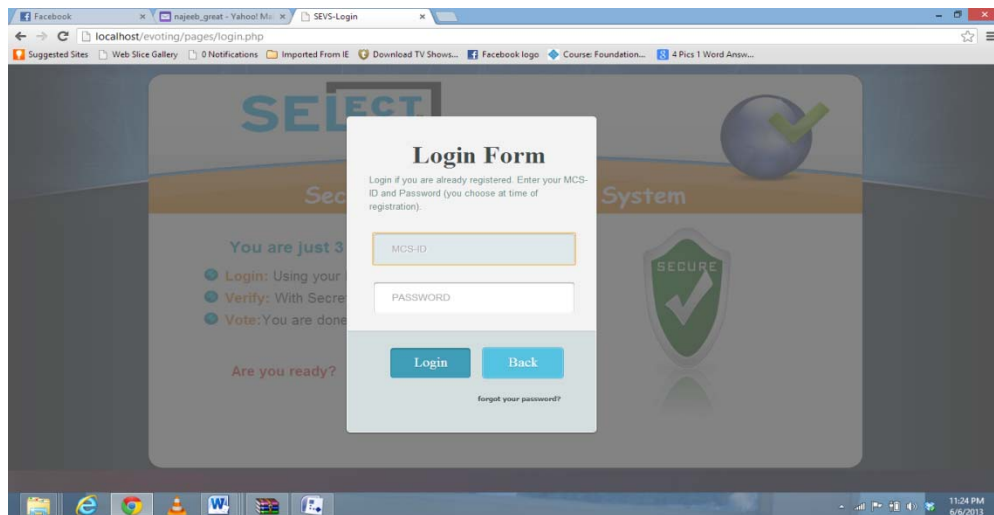 Facebook
najeeb_great - Yahoo! Ma
SEVS-Login
localhost/evoting/pages/login.php
Suggested Sites
Web Slice Gallery
0 Notifications
Imported From IE
Download TV Shows...
Facebook logo
Course: Foundation...
4 Pics 1 Word Answ...
SELECT
Sec
System
Login Form
Login if you are already registered. Enter your MCS-
ID and Password (you choose at time of
registration).
You are just 3
MCS-ID
Login: Using your
Verify: With Secre
PASSWORD
Vote:You are done
SECURE
Are you ready?
Login
Back
forgot your password?
11:24 PM
6/6/2013